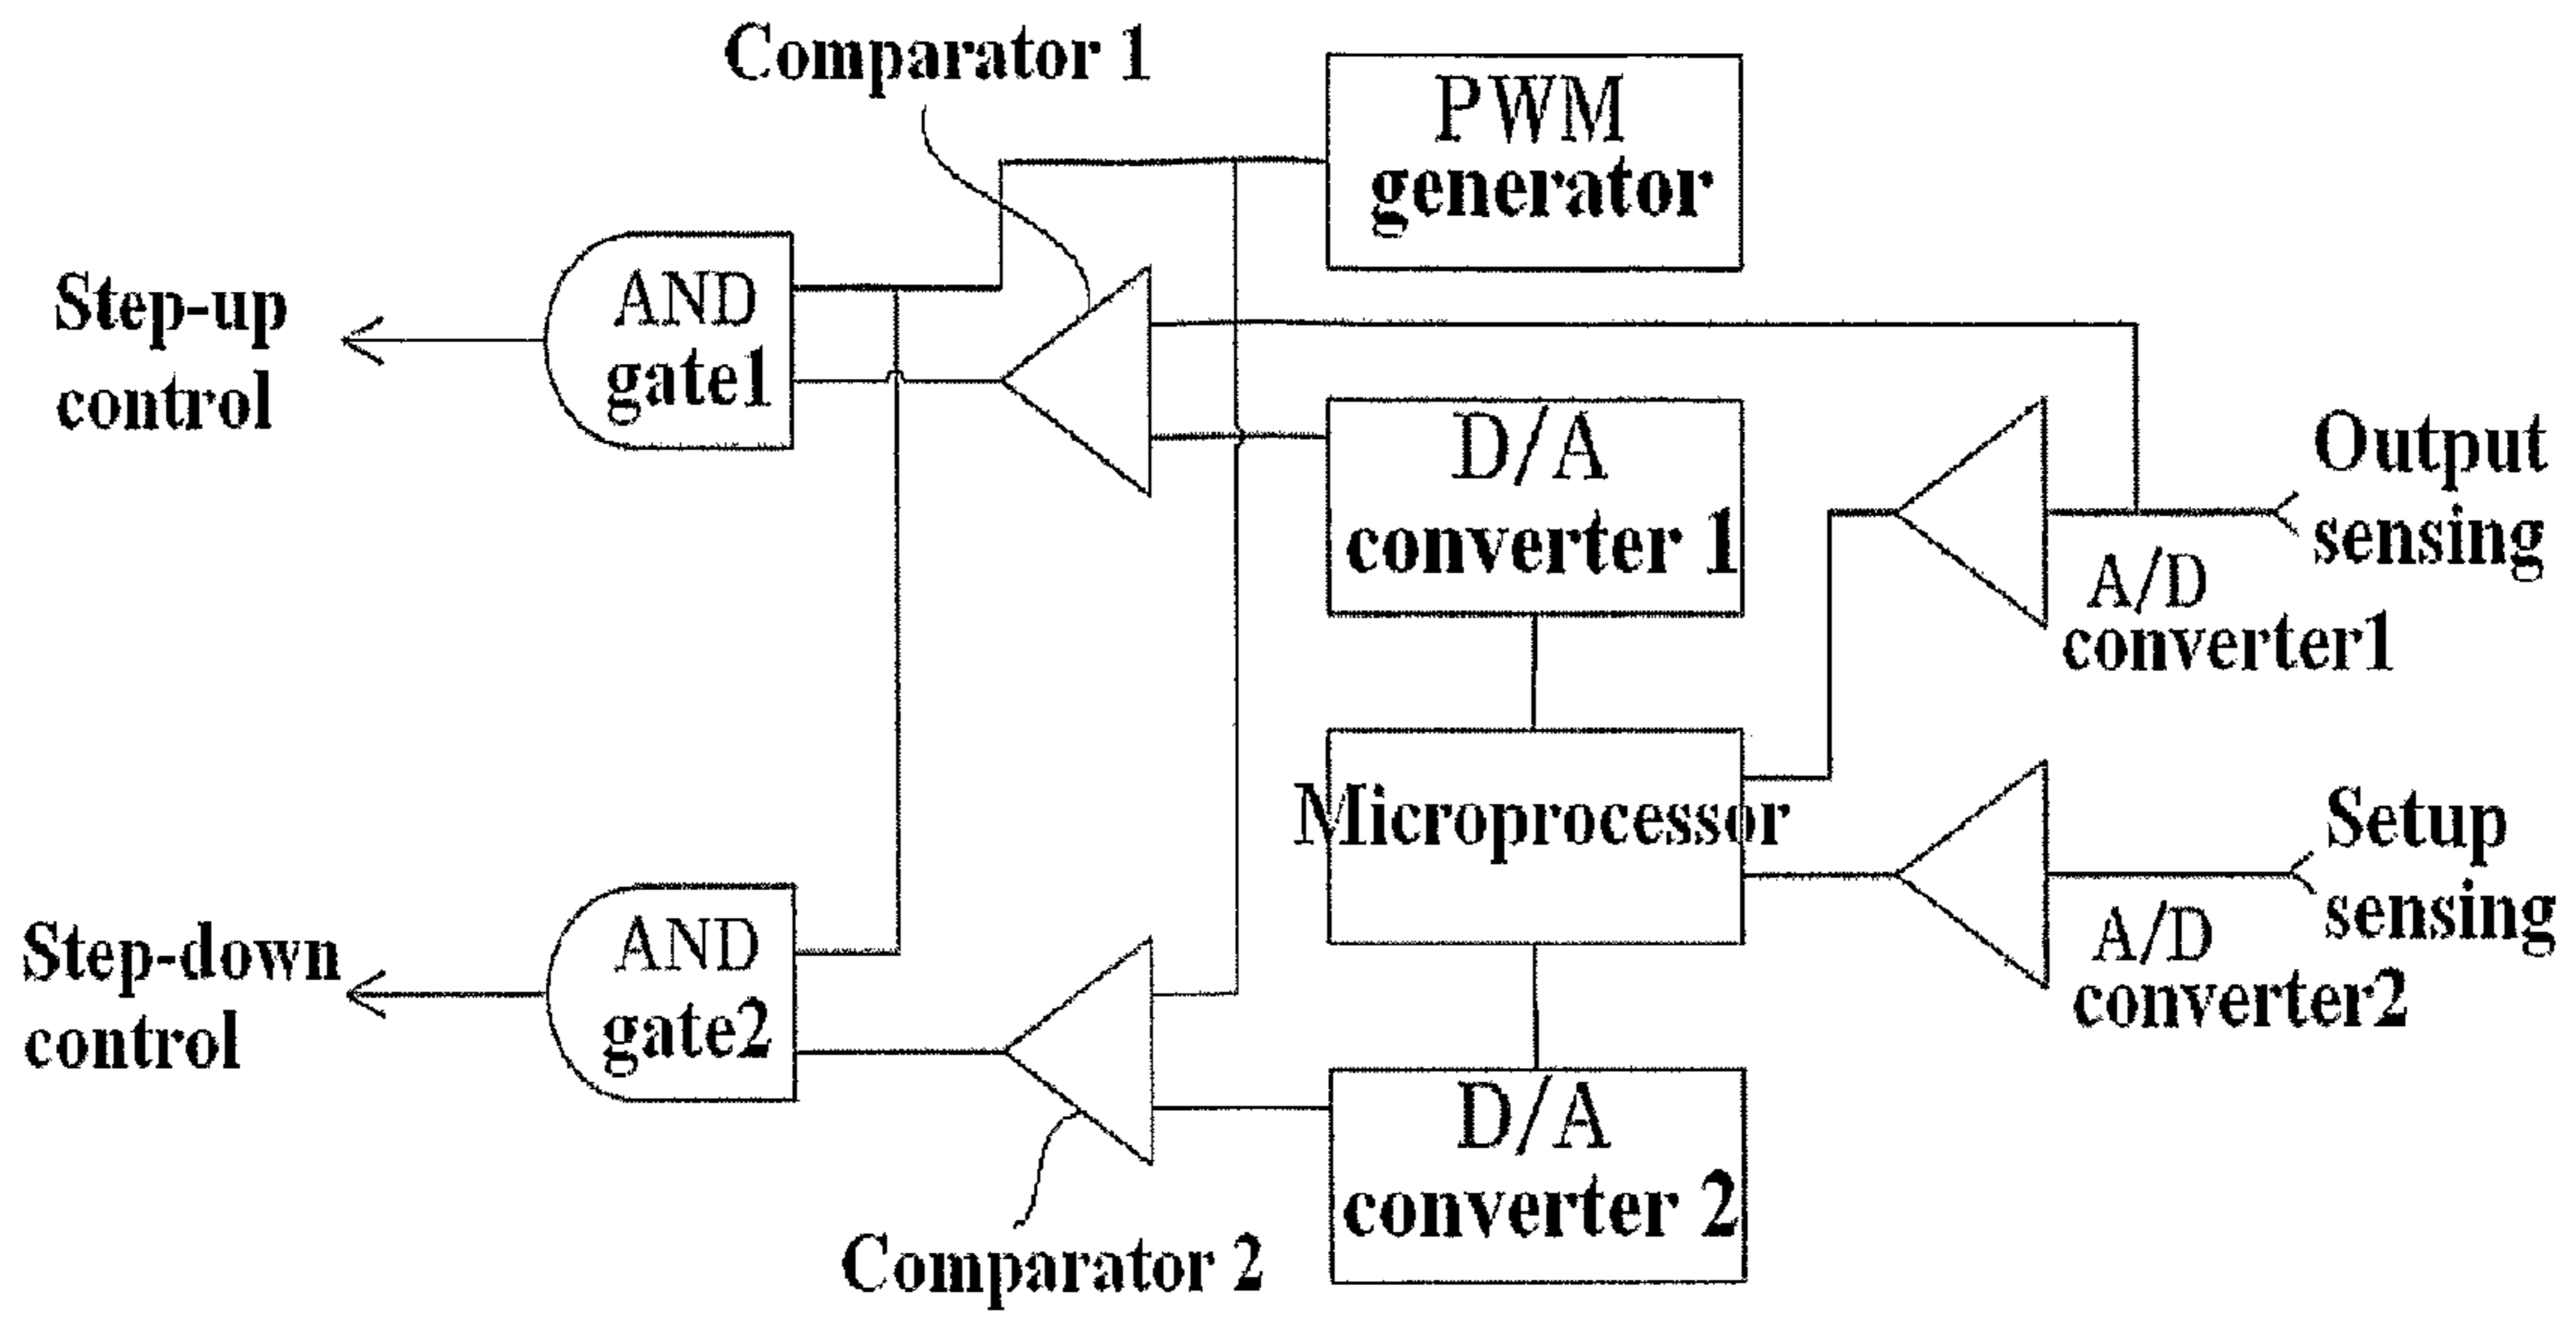 Comparator 1
PWM
generator
Step-up
control
AND
gate1
D/A
converter 1
Output
sensing
A/D
converter1
Microprocessor
Setup
sensing
A/D
converter2
Step-down
control
AND
gate2
D/A
converter 2
Comparator 2